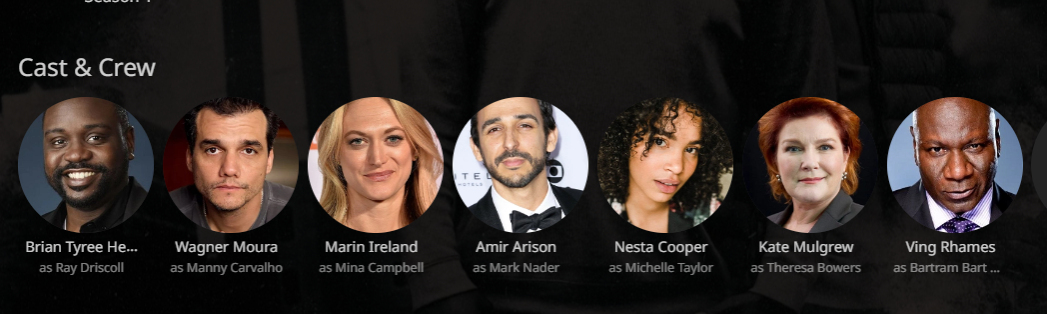 Cast & Crew
Brian Tyree He...
as Ray Driscoll
Wagner Moura
as Manny Carvalho
Marin Ireland
as Mina Campbell
Amir Arison
as Mark Nader
Nesta Cooper
as Michelle Taylor
Kate Mulgrew
as Theresa Bowers
Ving Rhames
as Bartram Bart ...